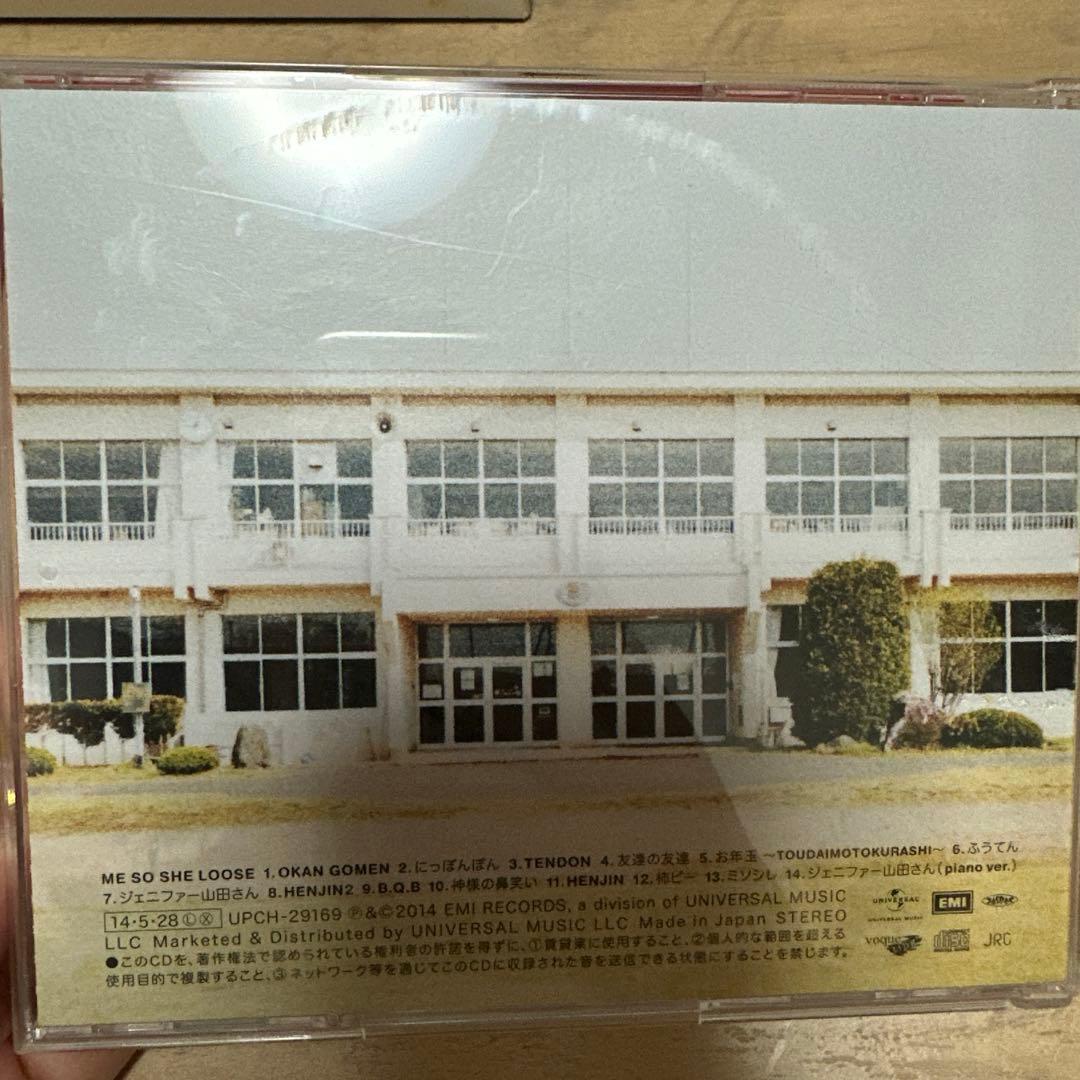 ME SO SHE LOOSE 1.OKAN GOMEN 2.にっぽんぽん 3.TENDON 4.友達の友達 5.お年玉 ～TOUDAIMOTOKURASHI～ 6.ふうてん
7.ジェニファー山田さん 8.HENJIN2 9.B.Q.B 10.神様の鼻笑い 11.HENJIN 12.柿ピー 13.ミソシレ 14.ジェニファー山田さん(piano ver.)
14・5・28ⓁⓍ UPCH-29169 ℗&©2014 EMI RECORDS, a division of UNIVERSAL MUSIC
LLC Marketed & Distributed by UNIVERSAL MUSIC LLC Made in Japan STEREO
●このCDを、著作権法で認められている権利者の許諾を得ずに、①賃貸業に使用すること、②個人的な範囲を超える
使用目的で複製すること、③ネットワーク等を通じてこのCDに収録された音を送信できる状態にすることを禁じます。
UNIVERSAL
UNIVERSAL MUSIC
EMI
voque
JRC